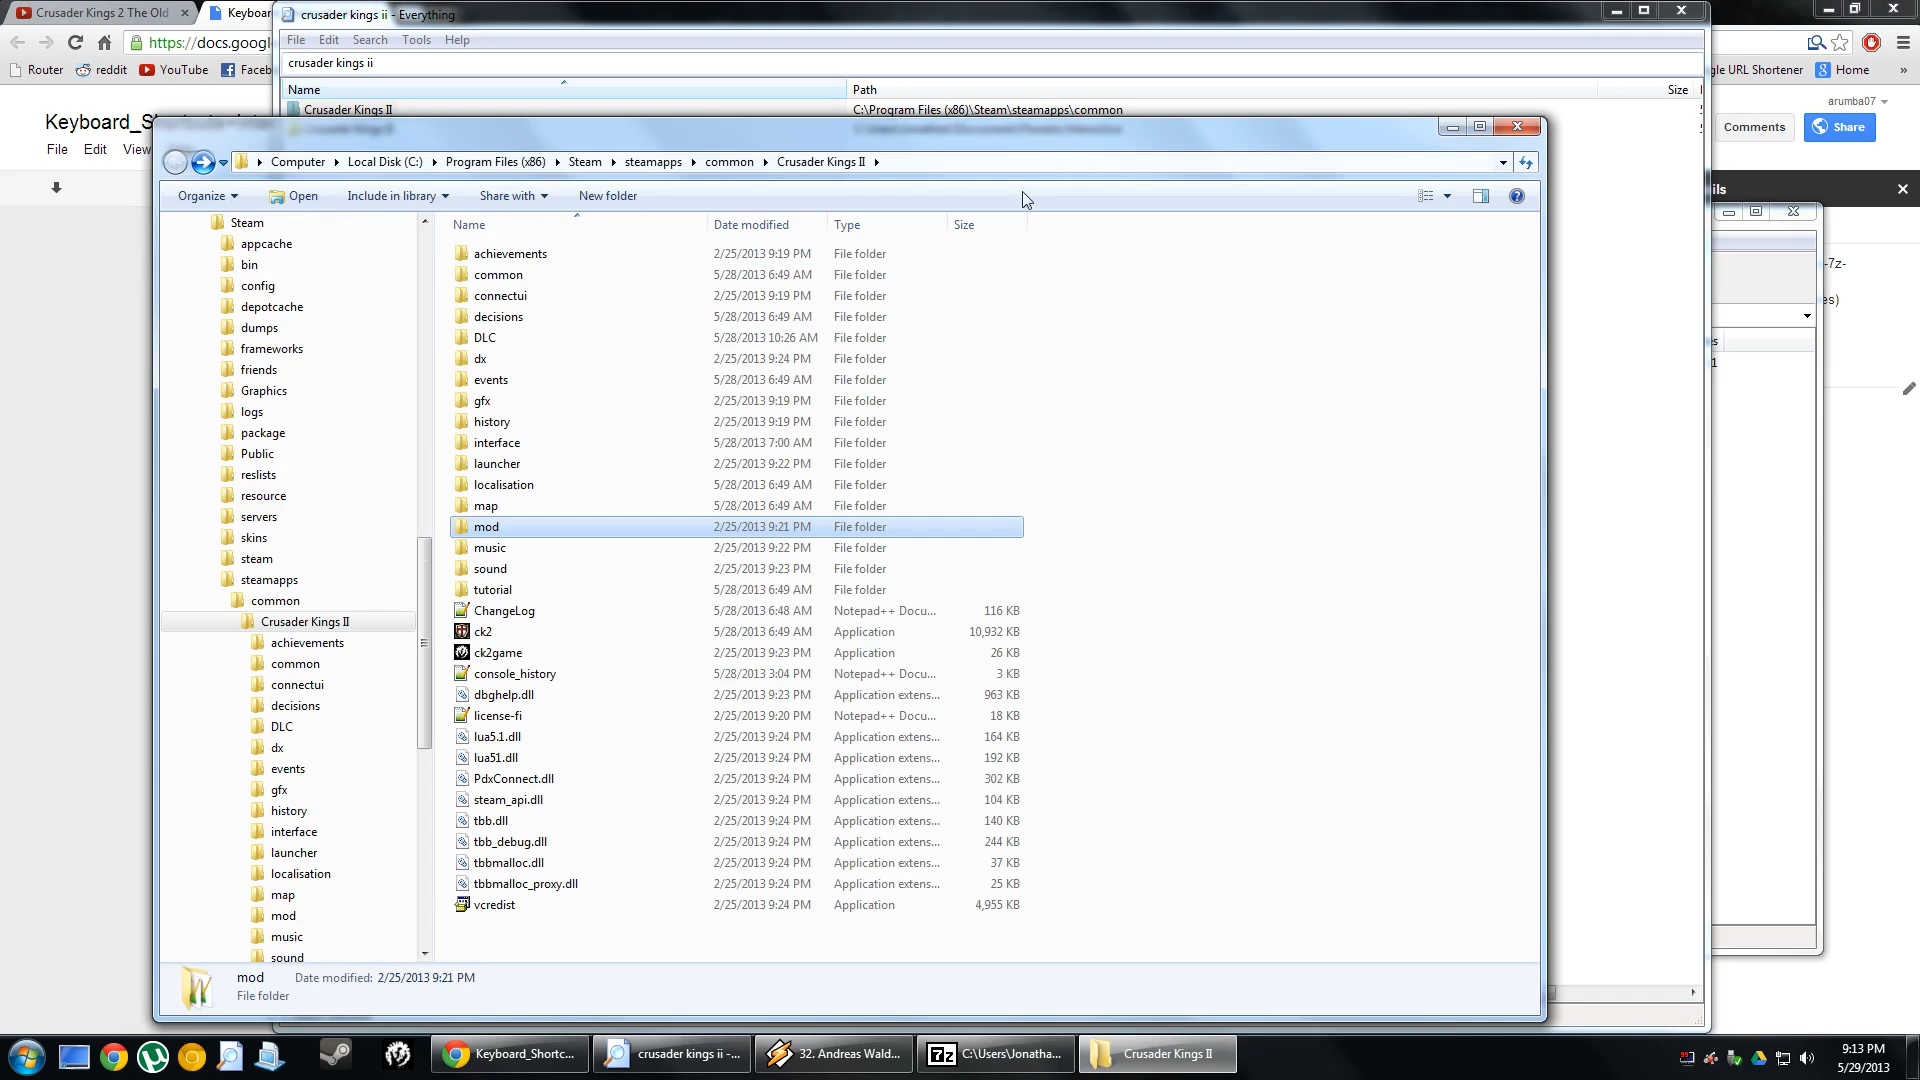 Crusader Kings 2 The Old
Keyboard
crusader kings ii - Everything
https://docs.googl
File Edit Search Tools Help
crusader kings ii
Router reddit YouTube Faceb
gle URL Shortener Home »
Name Path Size
Crusader Kings II C:\Program Files (x86)\Steam\steamapps\common
arumba07
Keyboard_S
Comments Share
File Edit View
Computer Local Disk (C:) Program Files (x86) Steam steamapps common Crusader Kings II
Organize Open Include in library Share with New folder
ils
Name Date modified Type Size
Steam
appcache
bin
config
depotcache
dumps
frameworks
friends
Graphics
logs
package
Public
reslists
resource
servers
skins
steam
steamapps
common
Crusader Kings II
achievements
common
connectui
decisions
DLC
dx
events
gfx
history
interface
launcher
localisation
map
mod
music
sound
achievements 2/25/2013 9:19 PM File folder
common 5/28/2013 6:49 AM File folder
connectui 2/25/2013 9:19 PM File folder
decisions 5/28/2013 6:49 AM File folder
DLC 5/28/2013 10:26 AM File folder
dx 2/25/2013 9:24 PM File folder
events 5/28/2013 6:49 AM File folder
gfx 2/25/2013 9:19 PM File folder
history 2/25/2013 9:19 PM File folder
interface 5/28/2013 7:00 AM File folder
launcher 2/25/2013 9:22 PM File folder
localisation 5/28/2013 6:49 AM File folder
map 5/28/2013 6:49 AM File folder
mod 2/25/2013 9:21 PM File folder
music 2/25/2013 9:22 PM File folder
sound 2/25/2013 9:23 PM File folder
tutorial 5/28/2013 6:49 AM File folder
ChangeLog 5/28/2013 6:48 AM Notepad++ Docu... 116 KB
ck2 5/28/2013 6:49 AM Application 10,932 KB
ck2game 2/25/2013 9:23 PM Application 26 KB
console_history 5/28/2013 3:04 PM Notepad++ Docu... 3 KB
dbghelp.dll 2/25/2013 9:23 PM Application extens... 963 KB
license-fi 2/25/2013 9:20 PM Notepad++ Docu... 18 KB
lua5.1.dll 2/25/2013 9:24 PM Application extens... 164 KB
lua51.dll 2/25/2013 9:24 PM Application extens... 192 KB
PdxConnect.dll 2/25/2013 9:24 PM Application extens... 302 KB
steam_api.dll 2/25/2013 9:24 PM Application extens... 104 KB
tbb.dll 2/25/2013 9:24 PM Application extens... 140 KB
tbb_debug.dll 2/25/2013 9:24 PM Application extens... 244 KB
tbbmalloc.dll 2/25/2013 9:24 PM Application extens... 37 KB
tbbmalloc_proxy.dll 2/25/2013 9:24 PM Application extens... 25 KB
vcredist 2/25/2013 9:24 PM Application 4,955 KB
-7z-
es)
es
1
mod Date modified: 2/25/2013 9:21 PM
File folder
Keyboard_Shortc... crusader kings ii -... 32. Andreas Wald... 7z C:\Users\Jonatha... Crusader Kings II
9:13 PM
5/29/2013